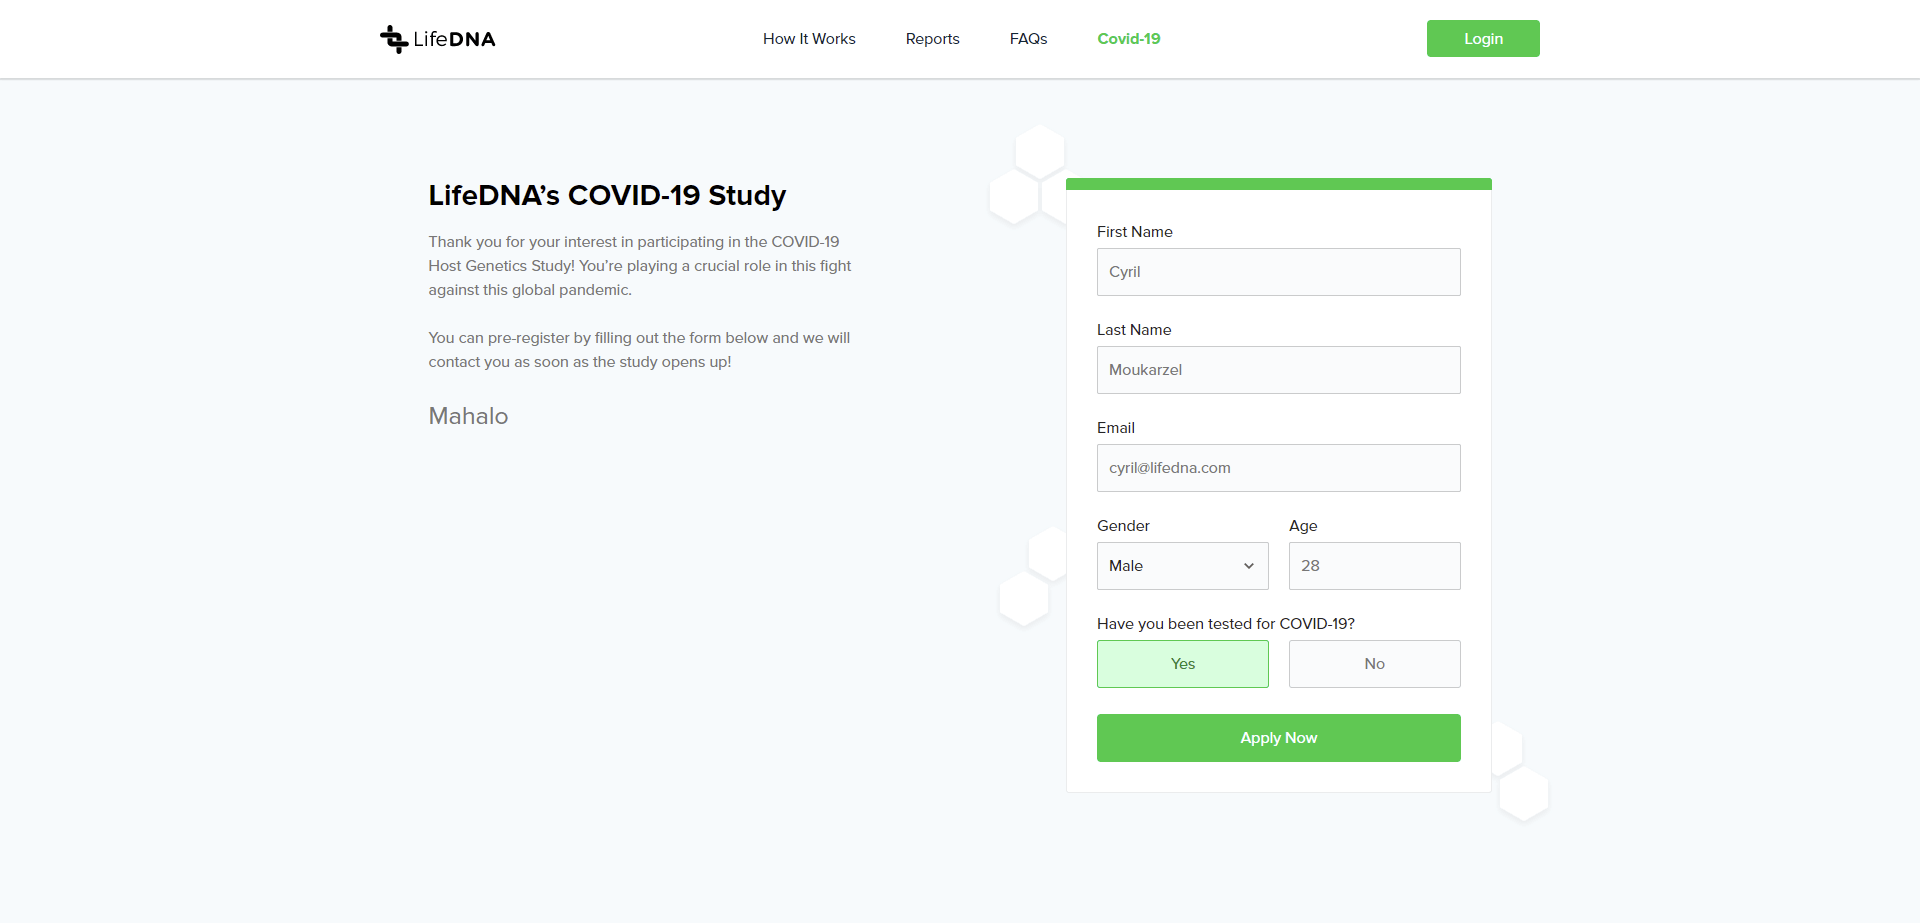 LifeDNA
How It Works
Reports
FAQs
Covid-19
Login
LifeDNA’s COVID-19 Study
Thank you for your interest in participating in the COVID-19
Host Genetics Study! You’re playing a crucial role in this fight
against this global pandemic.
You can pre-register by filling out the form below and we will
contact you as soon as the study opens up!
Mahalo
First Name
Cyril
Last Name
Moukarzel
Email
cyril@lifedna.com
Gender
Age
Male
28
Have you been tested for COVID-19?
Yes
No
Apply Now